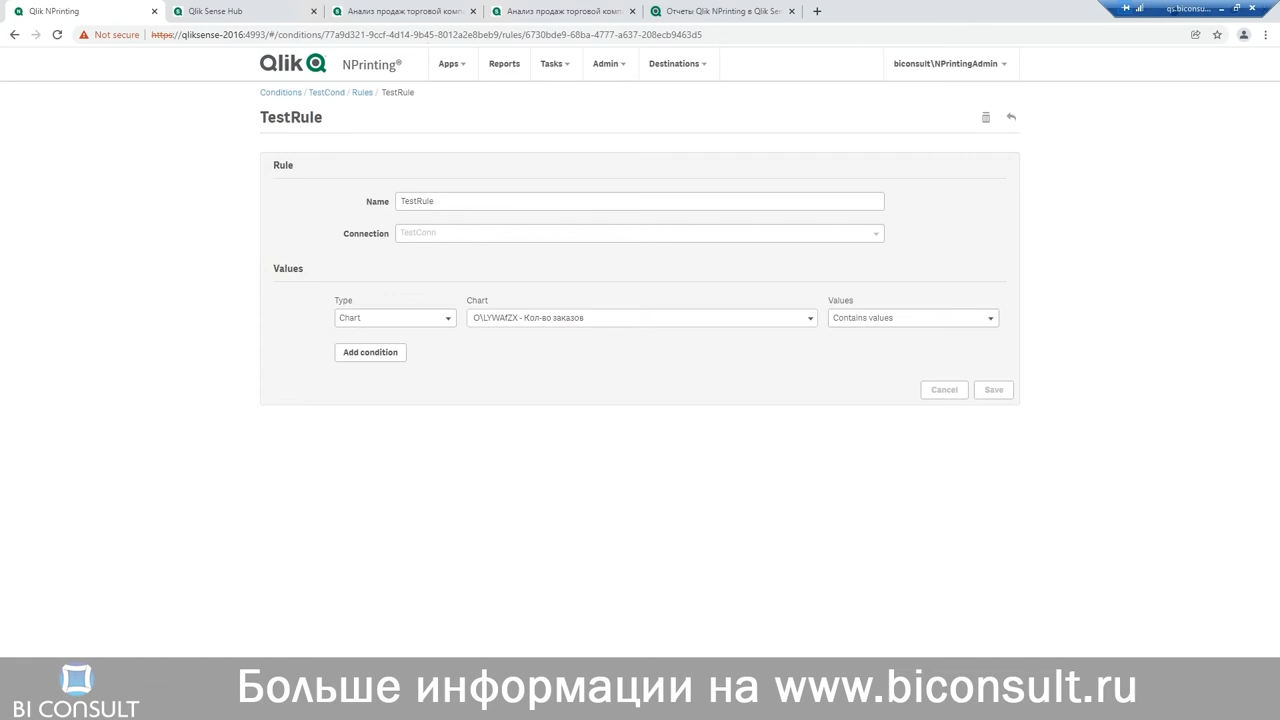 Qlik NPrinting
Qlik Sense Hub
Анализ продаж торговой комп
Анализ продаж торговой комп
Отчеты Qlik NPrinting в Qlik Se
qs.biconsu...
Not secure
https://qliksense-2016:4993/#/conditions/77a9d321-9ccf-4d14-9b45-8012a2e8beb9/rules/6730bde9-68ba-4777-a637-208ecb9463d5
Qlik NPrinting®
Apps
Reports
Tasks
Admin
Destinations
biconsult\NPrintingAdmin
Conditions / TestCond / Rules / TestRule
TestRule
Rule
Name TestRule
Connection TestConn
Values
Type Chart Values
Chart O\LYWAfZX - Кол-во заказов Contains values
Add condition
Cancel Save
BI CONSULT
Больше информации на www.biconsult.ru